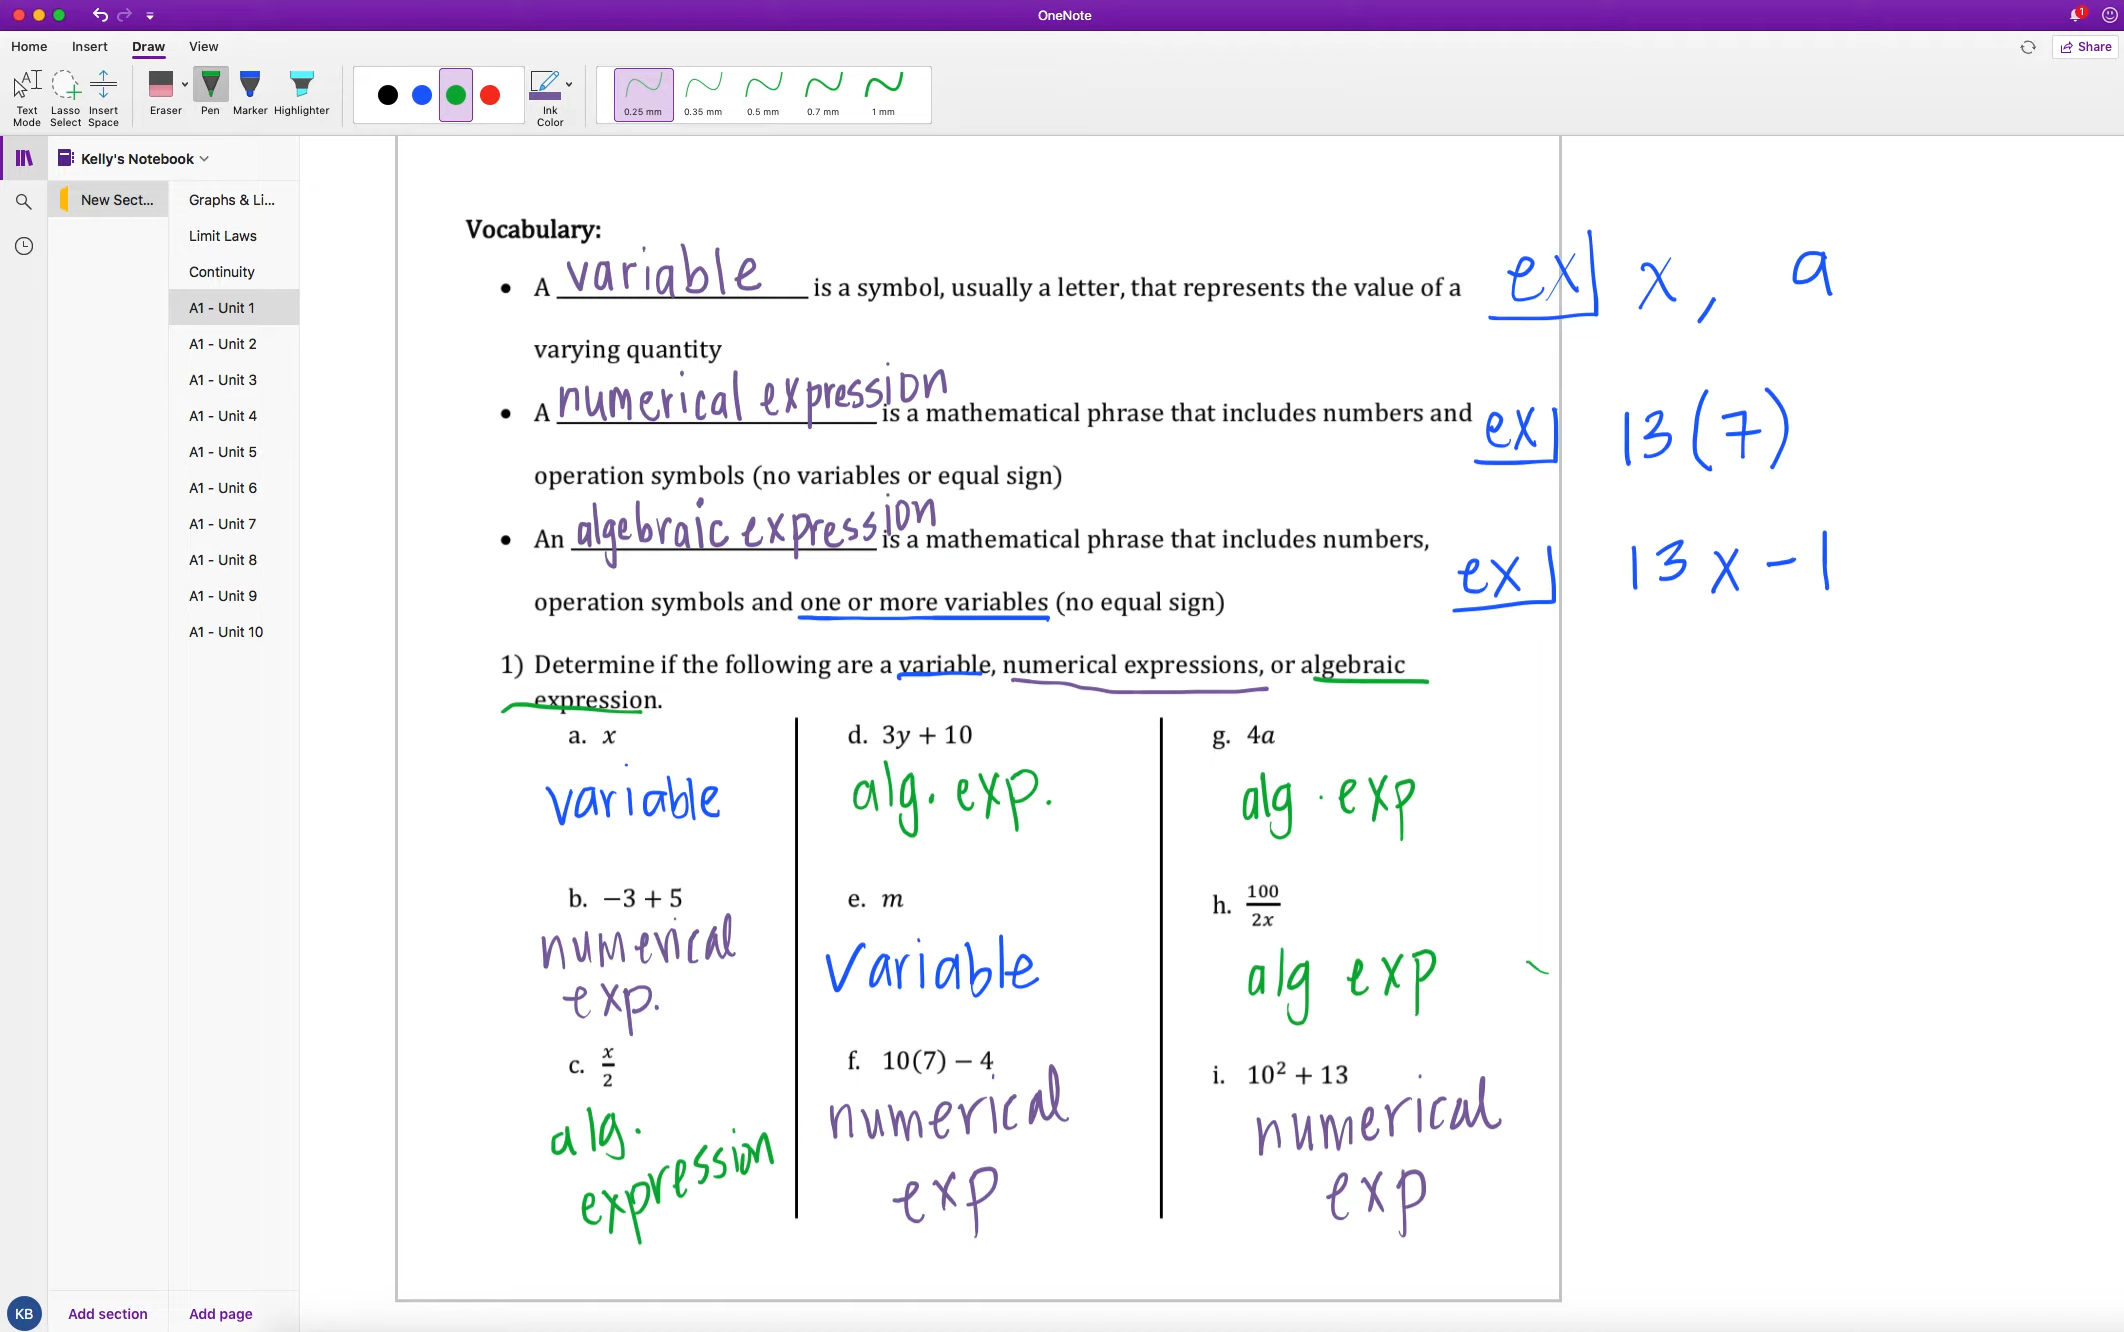 OneNote
1
Home Insert Draw View
Share
Text Mode
Lasso Select
Insert Space
Eraser
Pen
Marker
Highlighter
Ink Color
0.25 mm
0.35 mm
0.5 mm
0.7 mm
1 mm
Kelly's Notebook
New Sect...
Graphs & Li...
Limit Laws
Continuity
A1 - Unit 1
A1 - Unit 2
A1 - Unit 3
A1 - Unit 4
A1 - Unit 5
A1 - Unit 6
A1 - Unit 7
A1 - Unit 8
A1 - Unit 9
A1 - Unit 10
KB
Add section
Add page
Vocabulary:
• A variable is a symbol, usually a letter, that represents the value of a
varying quantity
ex] x, a
• A numerical expression is a mathematical phrase that includes numbers and
operation symbols (no variables or equal sign)
ex] 13(7)
• An algebraic expression is a mathematical phrase that includes numbers,
operation symbols and one or more variables (no equal sign)
ex] 13x-1
1) Determine if the following are a variable, numerical expressions, or algebraic
expression.
a. x
variable
b. −3 + 5
numerical
exp.
c. x/2
alg.
expression
d. 3y + 10
alg. exp.
e. m
variable
f. 10(7) − 4
numerical
exp
g. 4a
alg. exp
h. 100/2x
alg exp
i. 10² + 13
numerical
exp